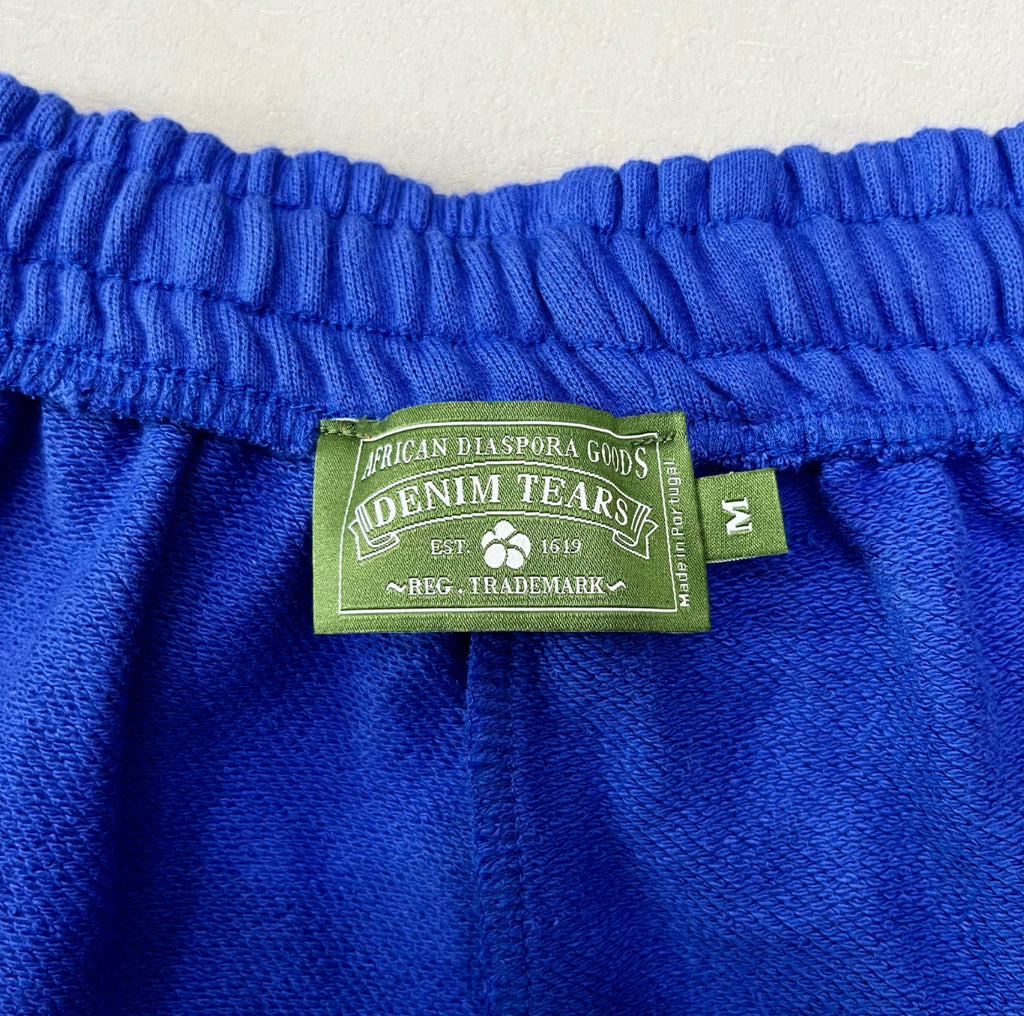 AFRICAN DIASPORA GOODS
DENIM TEARS
EST. 1619
~REG. TRADEMARK~
Made in Portugal
M